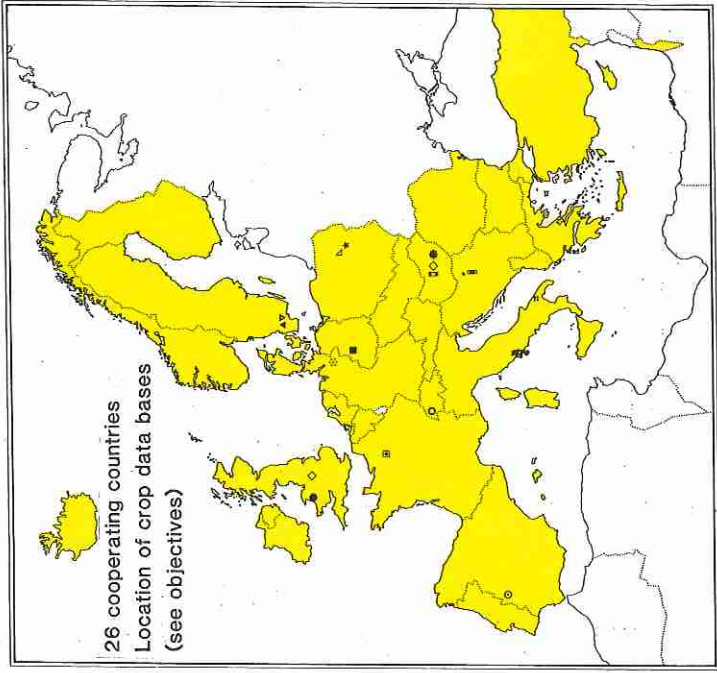 26 cooperating countries
Location of crop data bases
(see objectives)